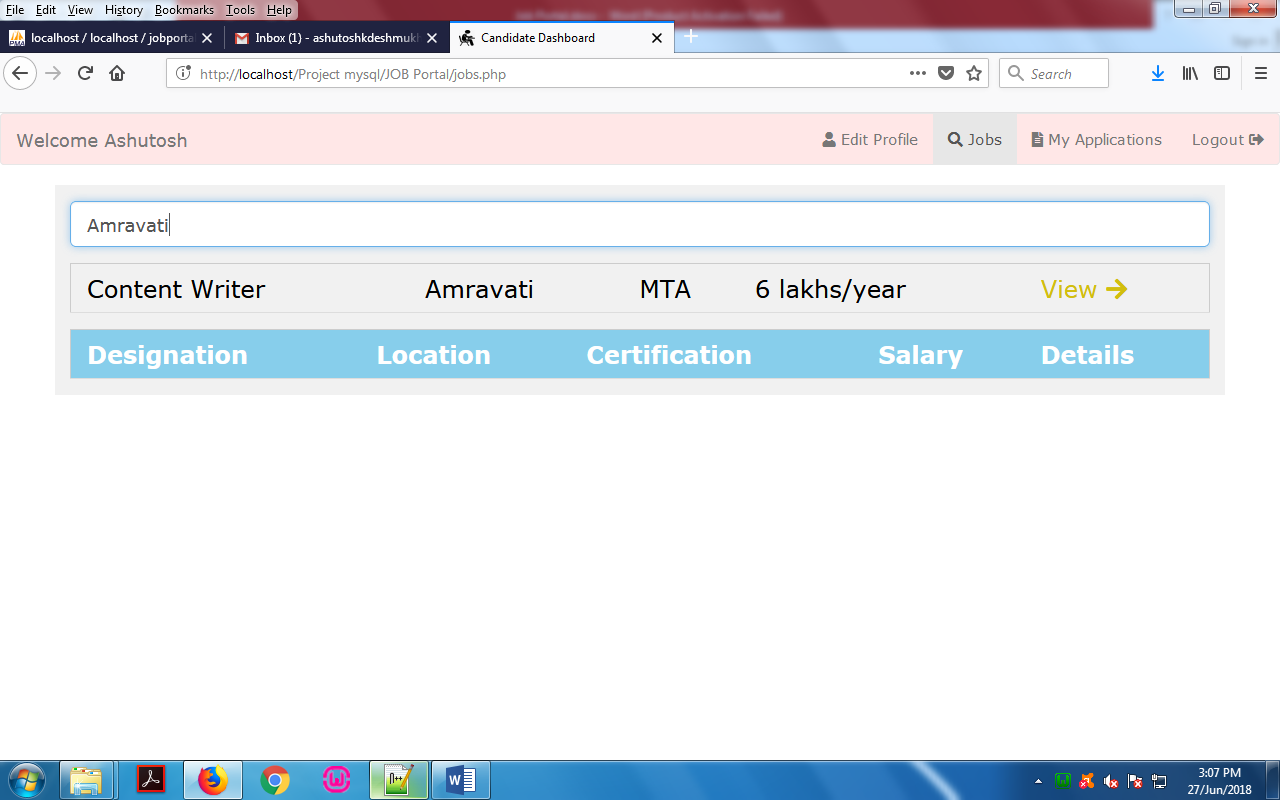 File Edit View History Bookmarks Tools Help
localhost / localhost / jobporta
Inbox (1) - ashutoshkdeshmukh
Candidate Dashboard
http://localhost/Project mysql/JOB Portal/jobs.php
Search
Welcome Ashutosh
Edit Profile
Jobs
My Applications
Logout
Amravati
Content Writer Amravati MTA 6 lakhs/year View
Designation Location Certification Salary Details
3:07 PM
27/Jun/2018